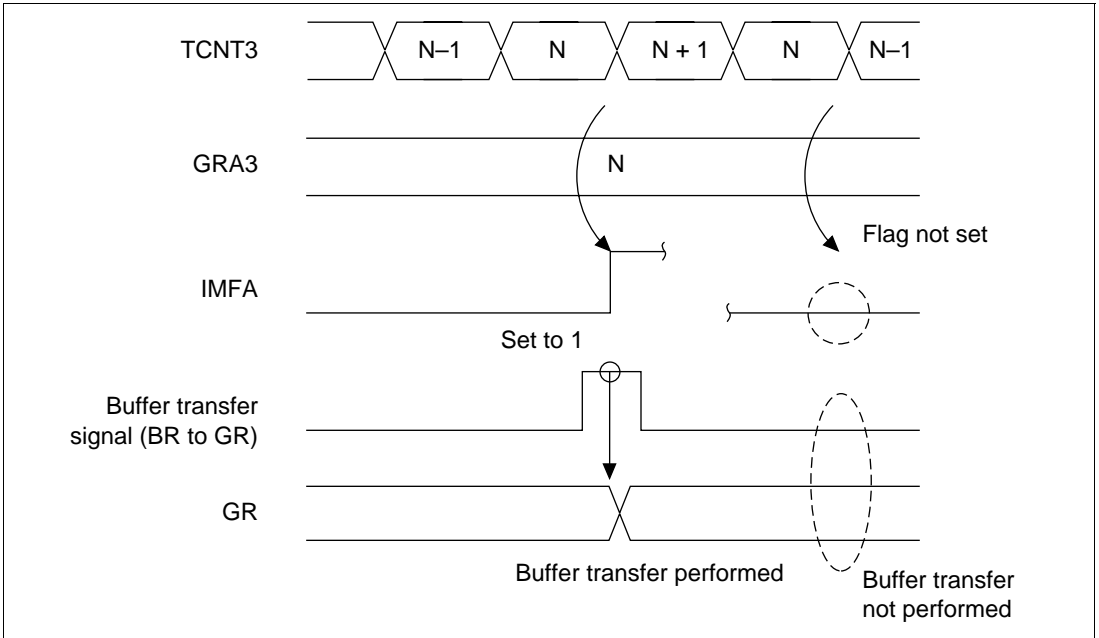 TCNT3
N–1
N
N + 1
N
N–1
GRA3
N
Flag not set
IMFA
Set to 1
Buffer transfer
signal (BR to GR)
GR
Buffer transfer performed
Buffer transfer
not performed